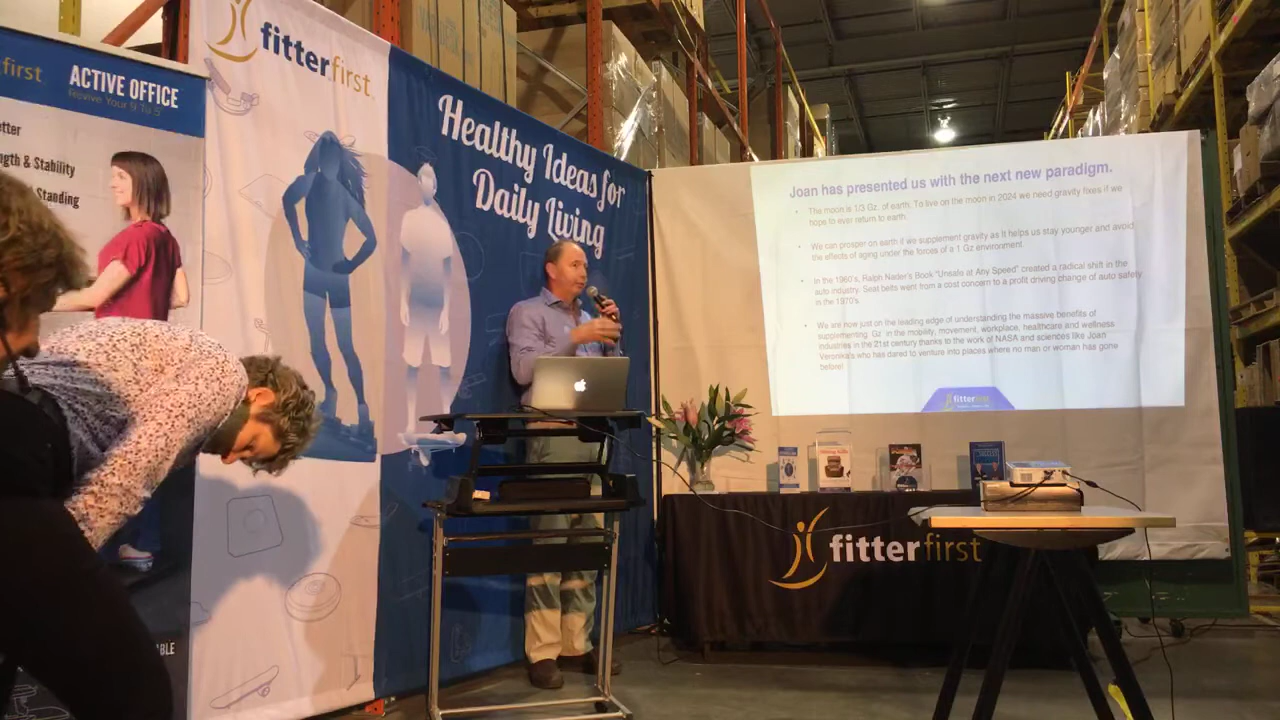 first
ACTIVE OFFICE
Revive Your 9 To 5
etter
ngth & Stability
Standing
ABLE
fitterfirst
Healthy Ideas for
Daily Living
Joan has presented us with the next new paradigm.
• The moon is 1/3 Gz. of earth. To live on the moon in 2024 we need gravity fixes if we
hope to ever return to earth.
• We can prosper on earth if we supplement gravity as it helps us stay younger and avoid
the effects of aging under the forces of a 1 Gz environment.
• In the 1960's, Ralph Nader's Book "Unsafe at Any Speed" created a radical shift in the
auto industry. Seat belts went from a cost concern to a profit driving change of auto safety
in the 1970's.
• We are now just on the leading edge of understanding the massive benefits of
supplementing. Gz. in the mobility, movement, workplace, healthcare and wellness
industries in the 21st century thanks to the work of NASA and sciences like Joan
Veronika's who has dared to venture into places where no man or woman has gone
before!
fitterfirst
fitterfirst